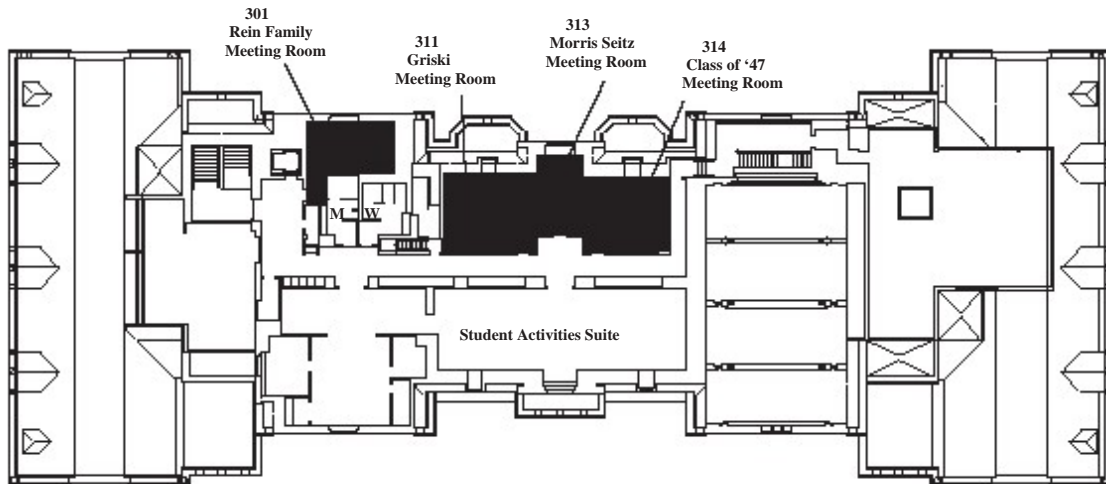 301
Rein Family
Meeting Room
311
Griski
Meeting Room
313
Morris Seitz
Meeting Room
314
Class of ‘47
Meeting Room
M
W
Student Activities Suite